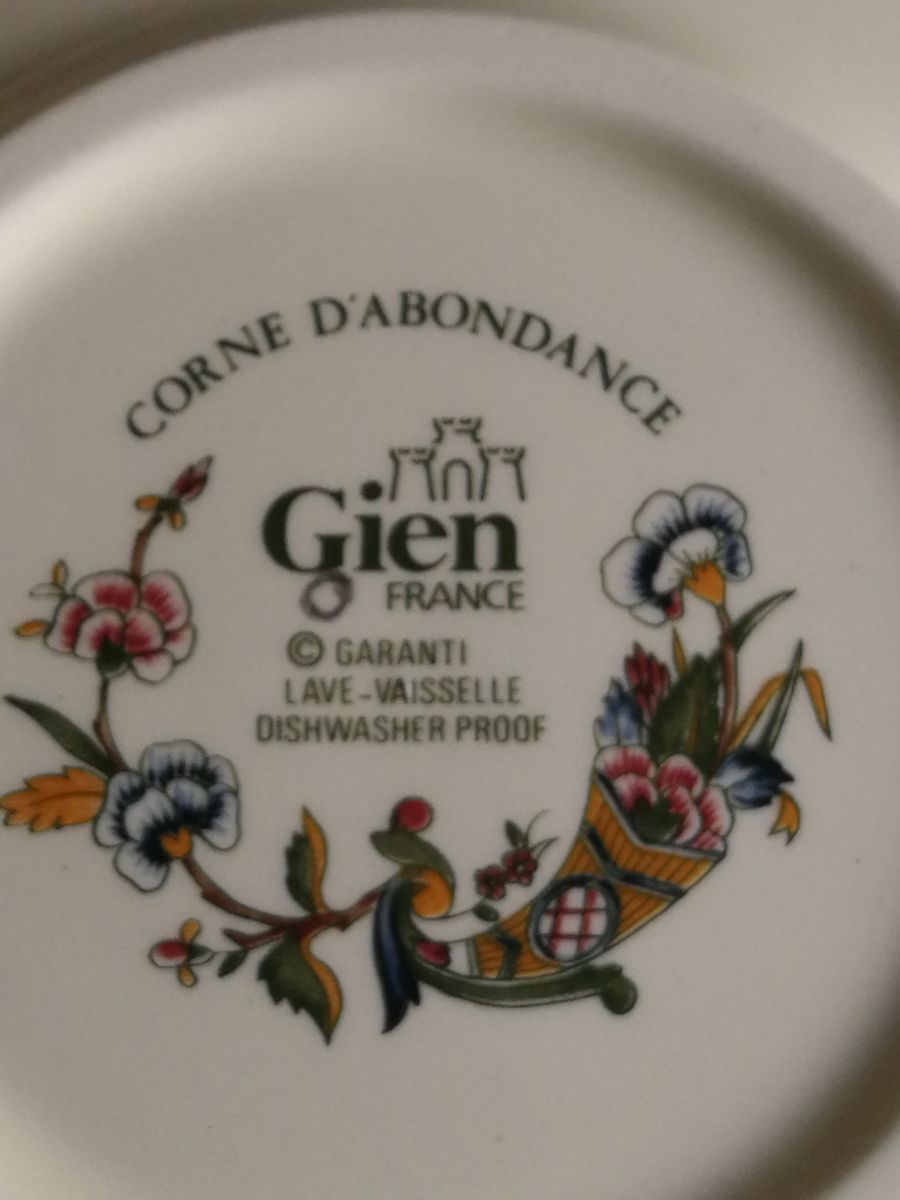 CORNE D'ABONDANCE
Gien
FRANCE
© GARANTI
LAVE-VAISSELLE
DISHWASHER PROOF